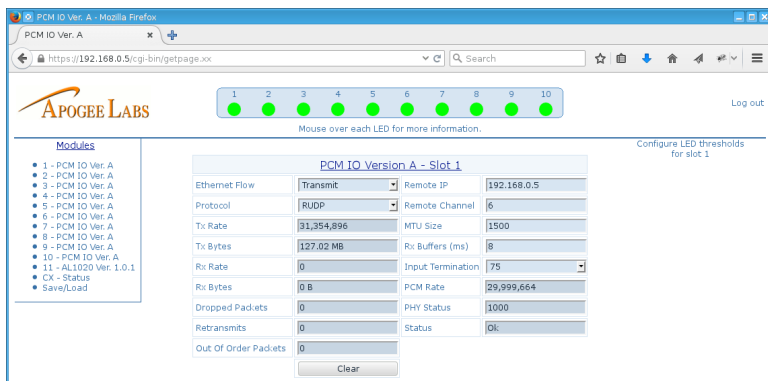 PCM IO Ver. A - Mozilla Firefox
PCM IO Ver. A
https://192.168.0.5/cgi-bin/getpage.xx
Search
APOGEE LABS
1 2 3 4 5 6 7 8 9 10
Mouse over each LED for more information.
Log out
Modules
1 - PCM IO Ver. A
2 - PCM IO Ver. A
3 - PCM IO Ver. A
4 - PCM IO Ver. A
5 - PCM IO Ver. A
6 - PCM IO Ver. A
7 - PCM IO Ver. A
8 - PCM IO Ver. A
9 - PCM IO Ver. A
10 - PCM IO Ver. A
11 - AL1020 Ver. 1.0.1
CX - Status
Save/Load
Configure LED thresholds
for slot 1
PCM IO Version A - Slot 1
Ethernet Flow Transmit Remote IP 192.168.0.5
Protocol RUDP Remote Channel 6
Tx Rate 31,354,896 MTU Size 1500
Tx Bytes 127.02 MB Rx Buffers (ms) 8
Rx Rate 0 Input Termination 75
Rx Bytes 0 B PCM Rate 29,999,664
Dropped Packets 0 PHY Status 1000
Retransmits 0 Status Ok
Out Of Order Packets 0
Clear